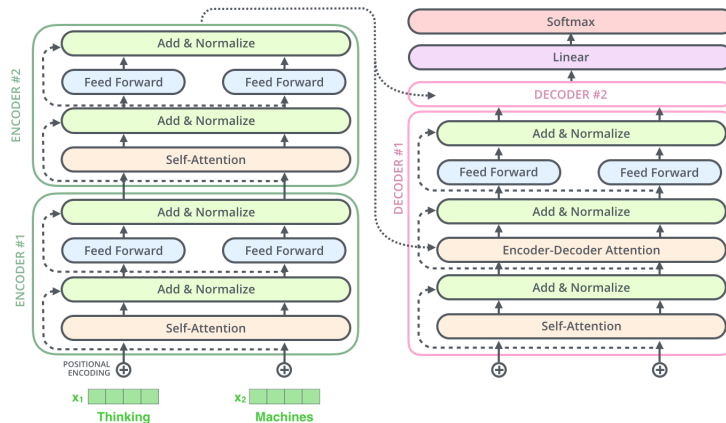 ENCODER #2
Add & Normalize
Feed Forward
Feed Forward
Add & Normalize
Self-Attention
ENCODER #1
Add & Normalize
Feed Forward
Feed Forward
Add & Normalize
Self-Attention
POSITIONAL
ENCODING
x₁
x₂
Thinking
Machines
Softmax
Linear
DECODER #2
DECODER #1
Add & Normalize
Feed Forward
Feed Forward
Add & Normalize
Encoder-Decoder Attention
Add & Normalize
Self-Attention